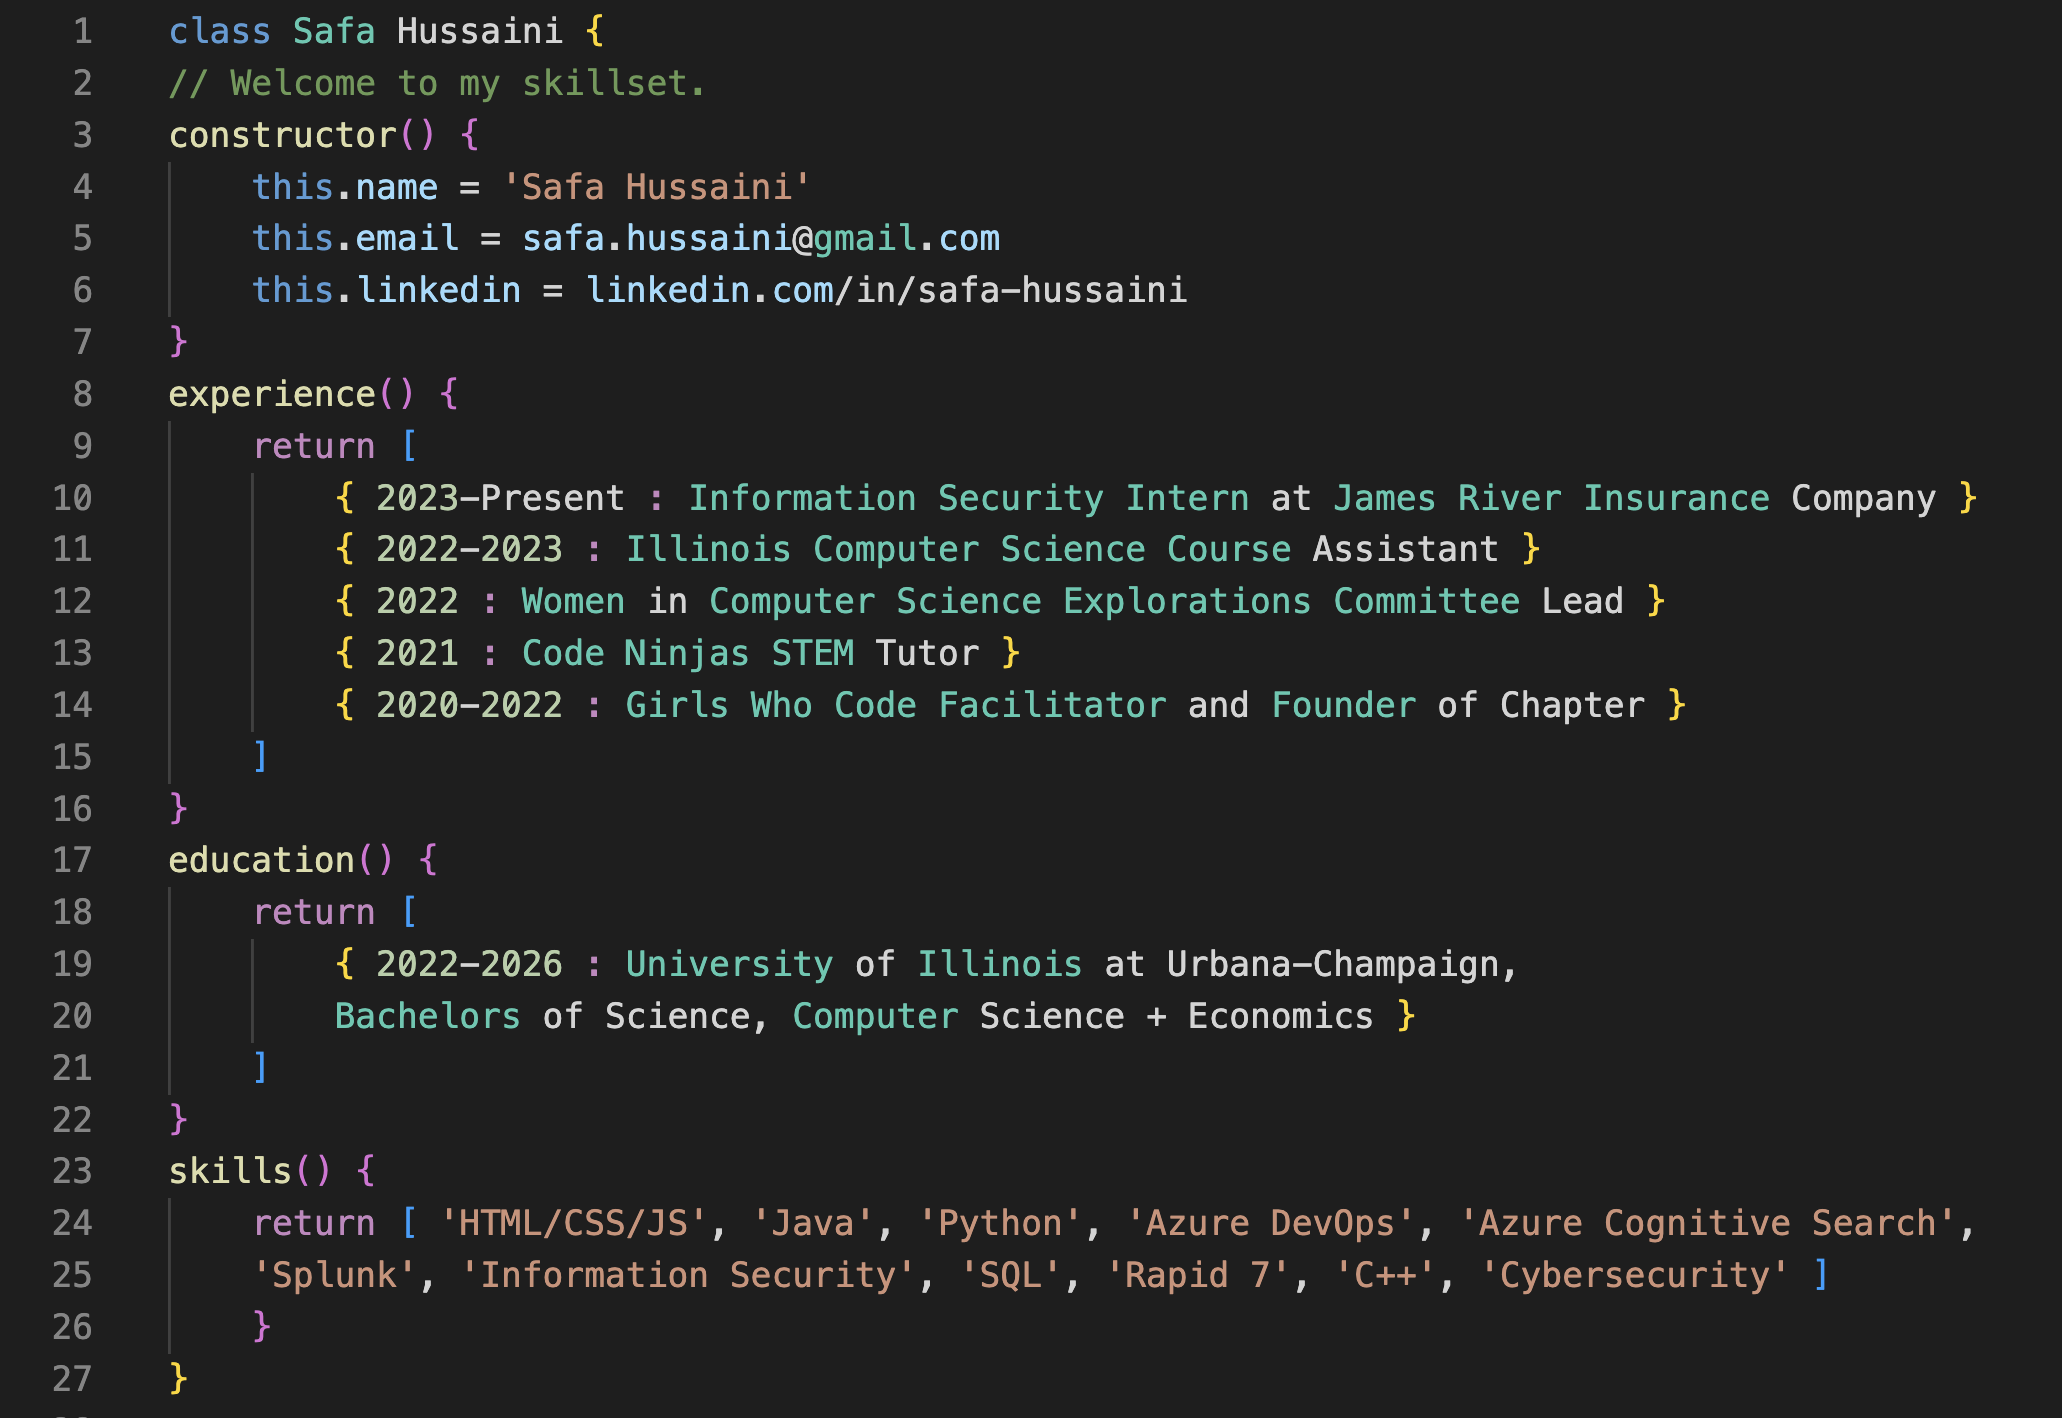 1 class Safa Hussaini {
2 // Welcome to my skillset.
3 constructor() {
4 this.name = 'Safa Hussaini'
5 this.email = safa.hussaini@gmail.com
6 this.linkedin = linkedin.com/in/safa-hussaini
7 }
8 experience() {
9 return [
10 { 2023-Present : Information Security Intern at James River Insurance Company }
11 { 2022-2023 : Illinois Computer Science Course Assistant }
12 { 2022 : Women in Computer Science Explorations Committee Lead }
13 { 2021 : Code Ninjas STEM Tutor }
14 { 2020-2022 : Girls Who Code Facilitator and Founder of Chapter }
15 ]
16 }
17 education() {
18 return [
19 { 2022-2026 : University of Illinois at Urbana-Champaign,
20 Bachelors of Science, Computer Science + Economics }
21 ]
22 }
23 skills() {
24 return [ 'HTML/CSS/JS', 'Java', 'Python', 'Azure DevOps', 'Azure Cognitive Search',
25 'Splunk', 'Information Security', 'SQL', 'Rapid 7', 'C++', 'Cybersecurity' ]
26 }
27 }